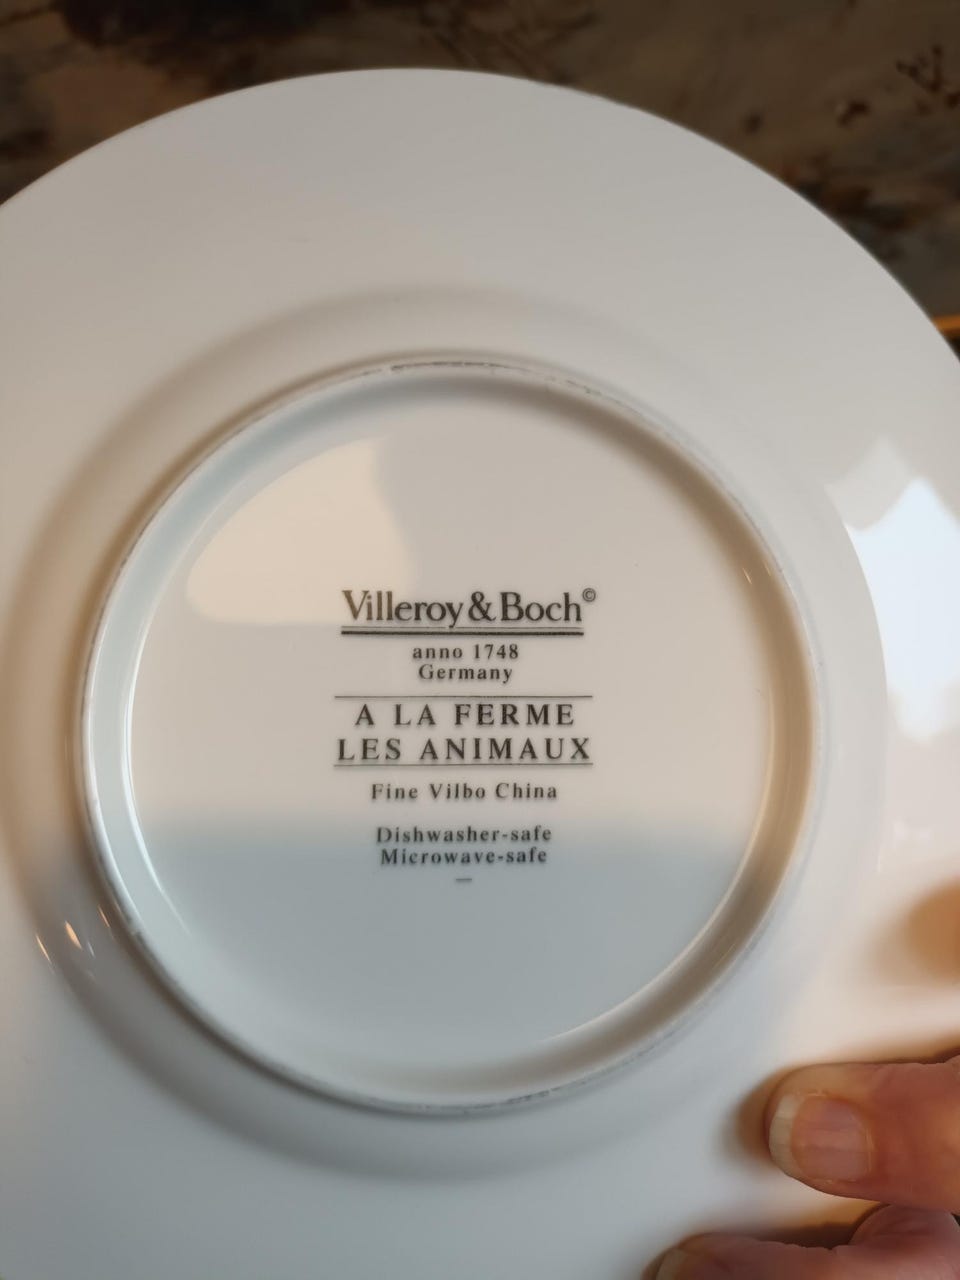 Villeroy & Boch©
anno 1748
Germany
A LA FERME
LES ANIMAUX
Fine Vilbo China
Dishwasher-safe
Microwave-safe
—